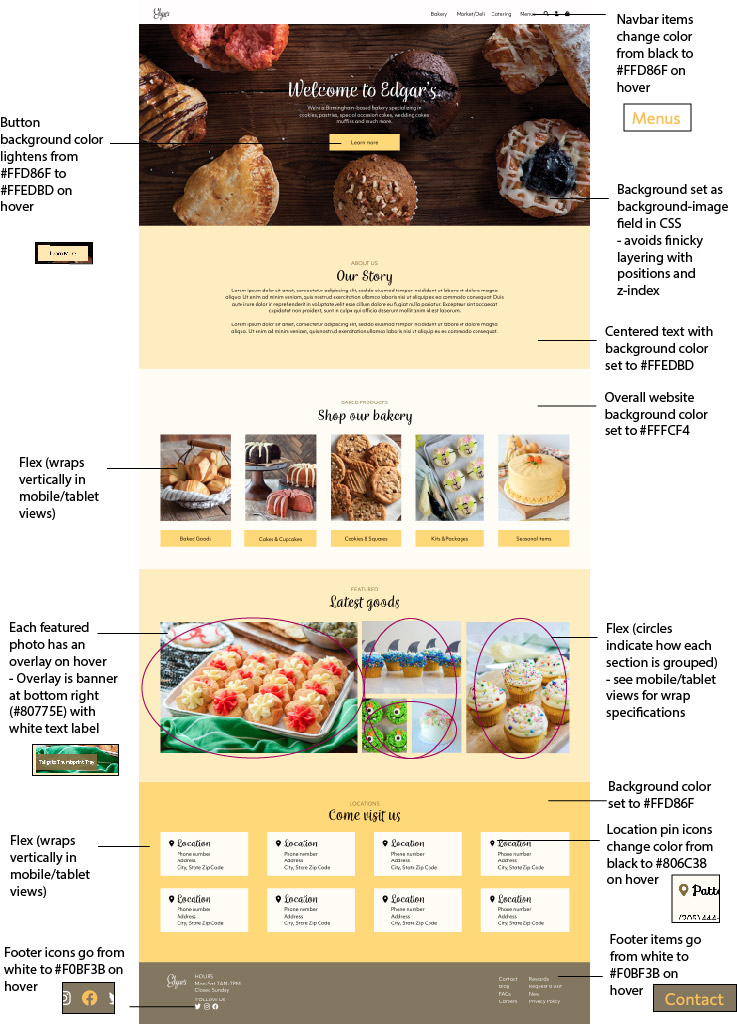 Edgar's
Bakery Market/Deli Catering Menus
Navbar items
change color
from black to
#FFD86F on
hover
Menus
Welcome to Edgar's.
We're a Birmingham-based bakery specializing in
cookies, pastries, special occasion cakes, wedding cakes
muffins and much more.
Learn more
Button
background color
lightens from
#FFD86F to
#FFEDBD on
hover
Learn More
Background set as
background-image
field in CSS
- avoids finicky
layering with
positions and
z-index
ABOUT US
Our Story
Lorem ipsum dolor sit amet, consectetur adipiscing elit, sed do eiusmod tempor incididunt ut labore et dolore magna
aliqua. Ut enim ad minim veniam, quis nostrud exercitation ullamco laboris nisi ut aliquip ex ea commodo consequat. Duis
aute irure dolor in reprehenderit in voluptate velit esse cillum dolore eu fugiat nulla pariatur. Excepteur sint occaecat
cupidatat non proident, sunt in culpa qui officia deserunt mollit anim id est laborum.
Lorem ipsum dolor sit amet, consectetur adipiscing elit, sed do eiusmod tempor incididunt ut labore et dolore magna
aliqua. Ut enim ad minim veniam, quis nostrud exercitation ullamco laboris nisi ut aliquip ex ea commodo consequat.
Centered text with
background color
set to #FFEDBD
BAKED PRODUCTS
Shop our bakery
Overall website
background color
set to #FFFCF4
Flex (wraps
vertically in
mobile/tablet
views)
Baked Goods Cakes & Cupcakes Cookies & Squares Kits & Packages Seasonal Items
FEATURED
Latest goods
Each featured
photo has an
overlay on hover
- Overlay is banner
at bottom right
(#80775E) with
white text label
Tailgate Thumbprint Tray
Flex (circles
indicate how each
section is grouped)
- see mobile/tablet
views for wrap
specifications
LOCATIONS
Come visit us
Background color
set to #FFD86F
Flex (wraps
vertically in
mobile/tablet
views)
Location Location Location Location
Phone number Phone number Phone number Phone number
Address Address Address Address
City, State Zip Code City, State Zip Code City, State Zip Code City, State Zip Code
Location Location Location Location
Phone number Phone number Phone number Phone number
Address Address Address Address
City, State Zip Code City, State Zip Code City, State Zip Code City, State Zip Code
Location pin icons
change color from
black to #806C38
on hover
Patto
(205) 444-
Footer icons go from
white to #F0BF3B on
hover
Edgar's
HOURS
Mon-Sat 7AM-7PM
Closed Sunday
FOLLOW US
Contact Rewards
Blog Request a Visit
FAQs New
Careers Privacy Policy
Footer items go
from white to
#F0BF3B on
hover
Contact